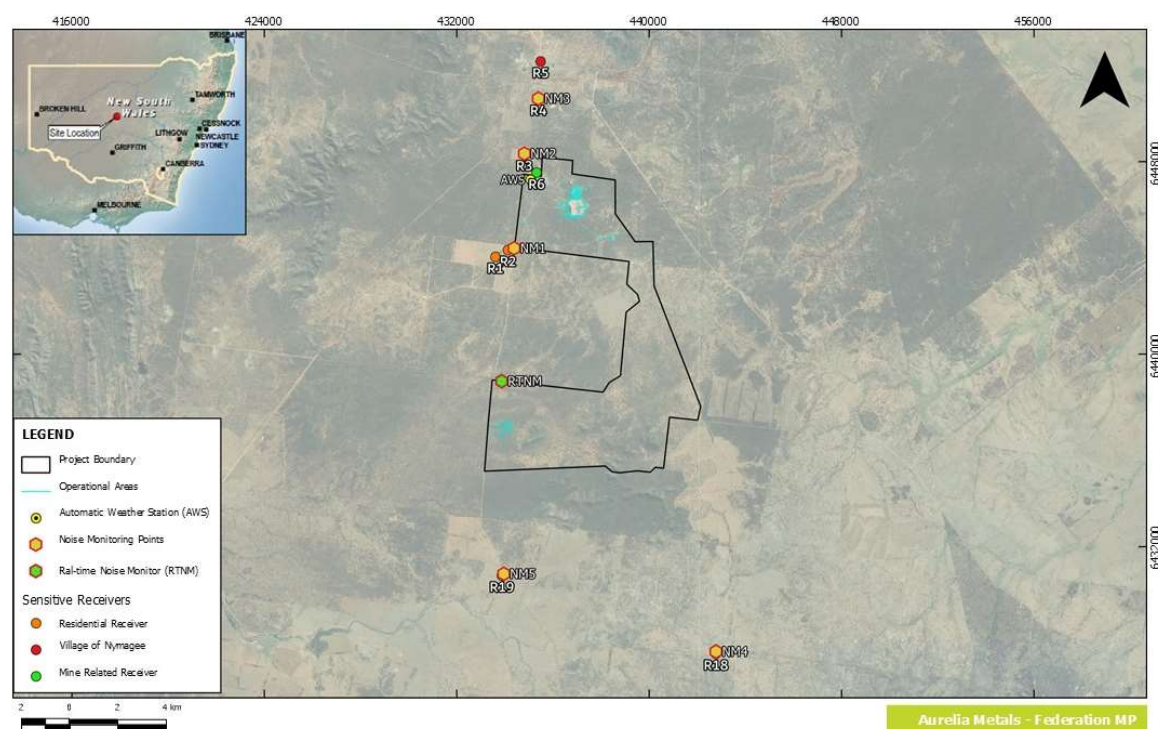 416000 424000 432000 440000 448000 456000
BRISBANE
TAMWORTH
BROKEN HILL
New South
Wales
Site Location
CESSNOCK
LITHGOW
NEWCASTLE
SYDNEY
GRIFFITH
CANBERRA
MELBOURNE
R5
NM3
R4
NM2
R3
AWS
R6
6448000
NM1
R2
R1
6440000
RTNM
6432000
NM5
R19
NM4
R18
LEGEND
Project Boundary
Operational Areas
Automatic Weather Station (AWS)
Noise Monitoring Points
Ral-time Noise Monitor (RTNM)
Sensitive Receivers
Residential Receiver
Village of Nymagee
Mine Related Receiver
2 0 2 4 km
Aurelia Metals - Federation MP